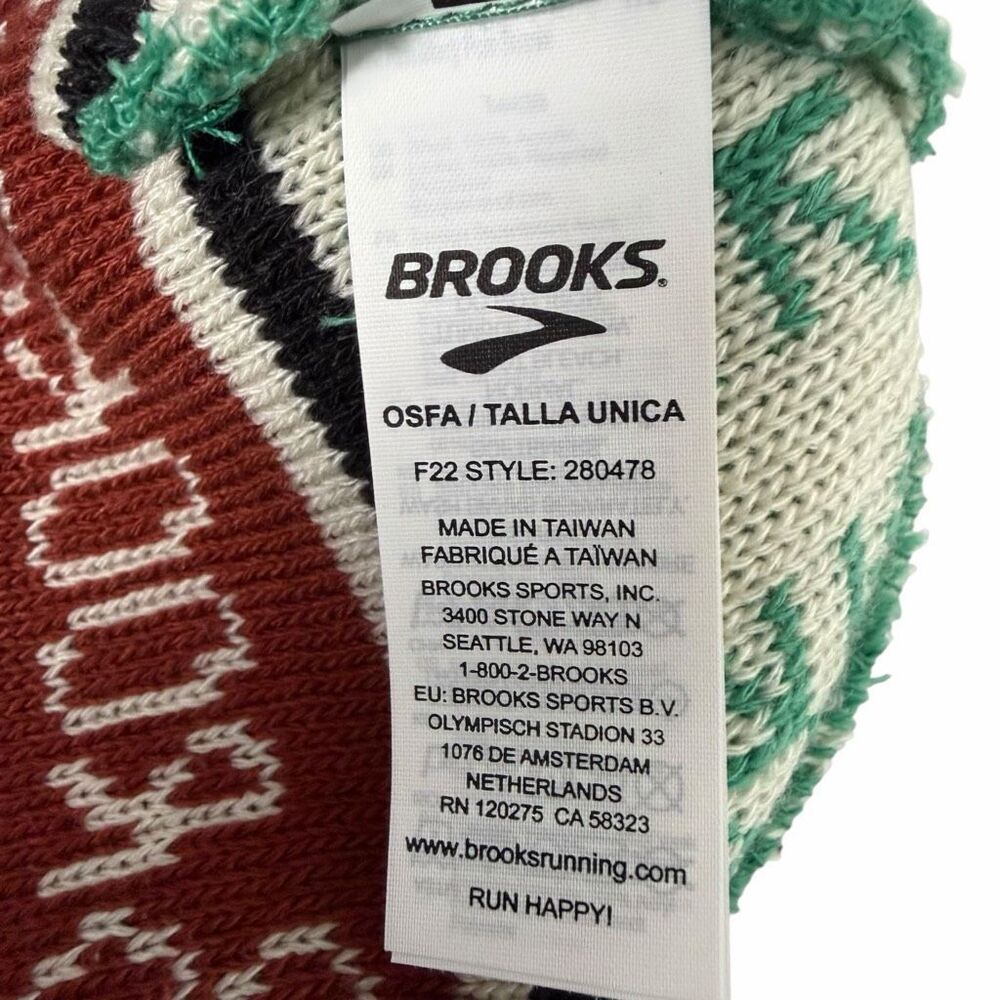 BROOKS®
OSFA / TALLA UNICA
F22 STYLE: 280478
MADE IN TAIWAN
FABRIQUÉ A TAÏWAN
BROOKS SPORTS, INC.
3400 STONE WAY N
SEATTLE, WA 98103
1-800-2-BROOKS
EU: BROOKS SPORTS B.V.
OLYMPISCH STADION 33
1076 DE AMSTERDAM
NETHERLANDS
RN 120275 CA 58323
www.brooksrunning.com
RUN HAPPY!